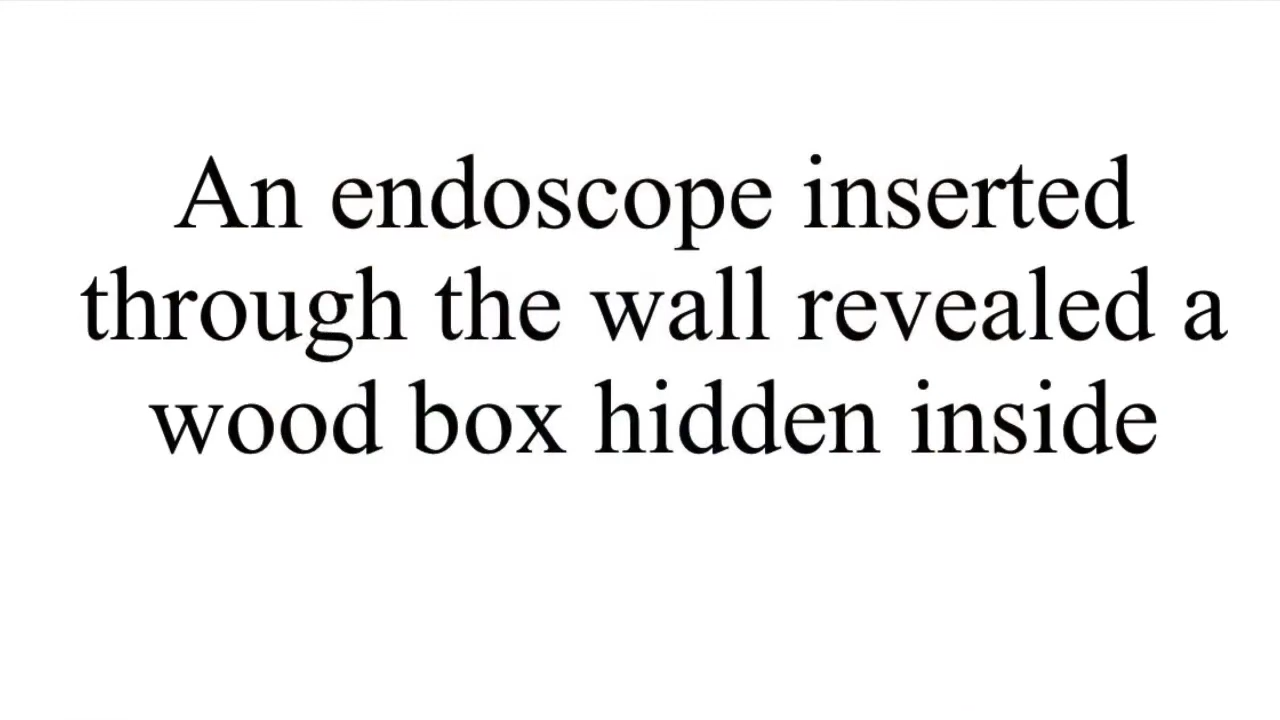 An endoscope inserted
through the wall revealed a
wood box hidden inside